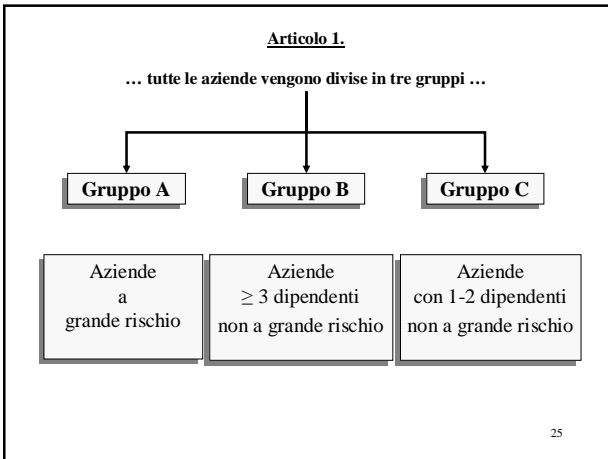 Articolo 1.
… tutte le aziende vengono divise in tre gruppi …
Gruppo A
Gruppo B
Gruppo C
Aziende
a
grande rischio
Aziende
≥ 3 dipendenti
non a grande rischio
Aziende
con 1-2 dipendenti
non a grande rischio
25